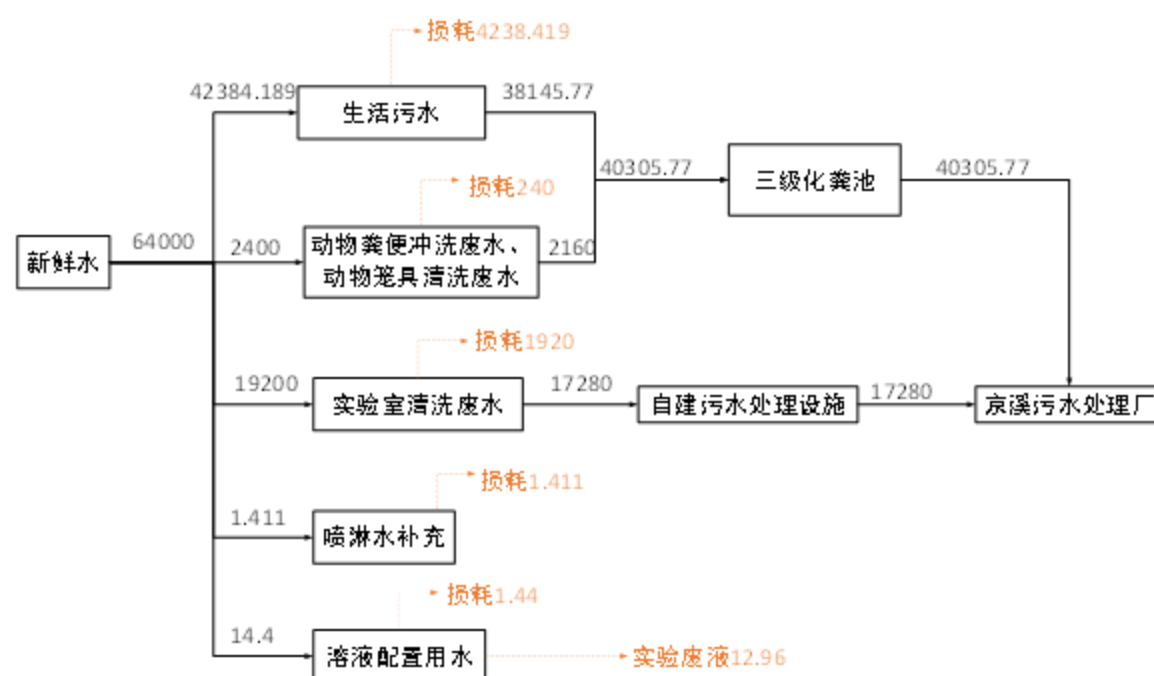 损耗4238.419
42384.189
生活污水
38145.77
损耗240
40305.77
三级化粪池
40305.77
新鲜水
64000
2400
动物粪便冲洗废水、
动物笼具清洗废水
2160
损耗1920
19200
实验室清洗废水
17280
自建污水处理设施
17280
京溪污水处理厂
损耗1.411
1.411
喷淋水补充
损耗1.44
14.4
溶液配置用水
实验废液12.96